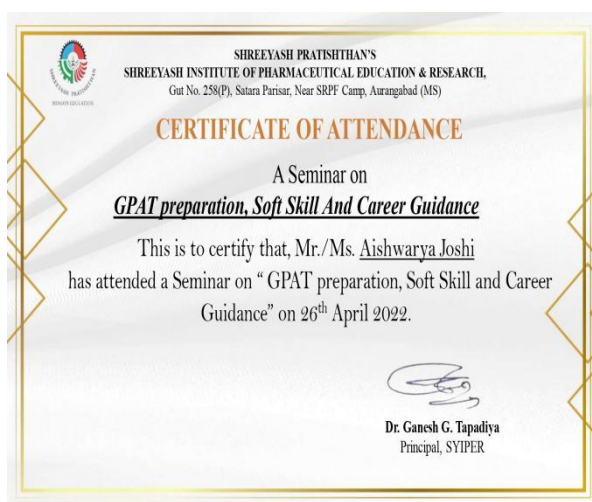 SHREEYASH PRATISHTHAN'S
SHREEYASH INSTITUTE OF PHARMACEUTICAL EDUCATION & RESEARCH,
Gut No. 258(P), Satara Parisar, Near SRPF Camp, Aurangabad (MS)
CERTIFICATE OF ATTENDANCE
A Seminar on
GPAT preparation, Soft Skill And Career Guidance
This is to certify that, Mr./Ms. Aishwarya Joshi
has attended a Seminar on “ GPAT preparation, Soft Skill and Career
Guidance” on 26th April 2022.
Dr. Ganesh G. Tapadiya
Principal, SYIPER